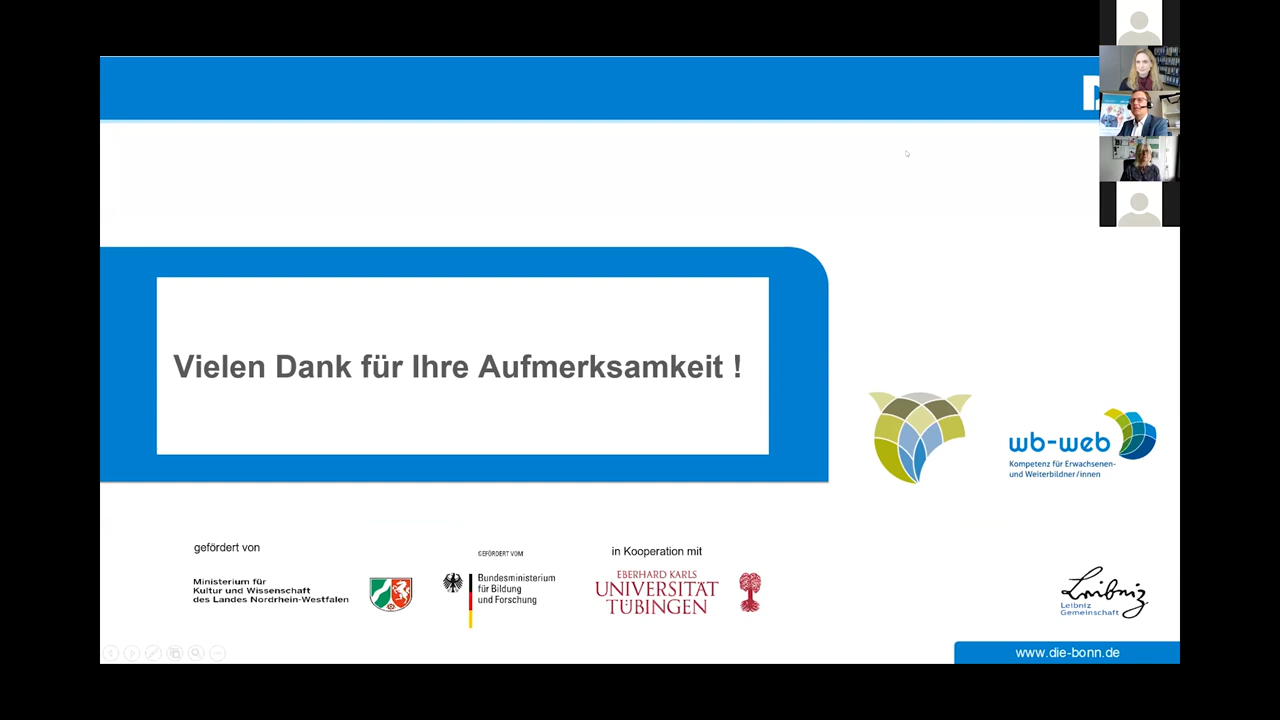 Vielen Dank für Ihre Aufmerksamkeit !
wb-web
Kompetenz für Erwachsenen-
und Weiterbildner/innen
gefördert von
Ministerium für
Kultur und Wissenschaft
des Landes Nordrhein-Westfalen
GEFÖRDERT VOM
Bundesministerium
für Bildung
und Forschung
in Kooperation mit
EBERHARD KARLS
UNIVERSITÄT
TÜBINGEN
Leibniz
Leibniz
Gemeinschaft
www.die-bonn.de